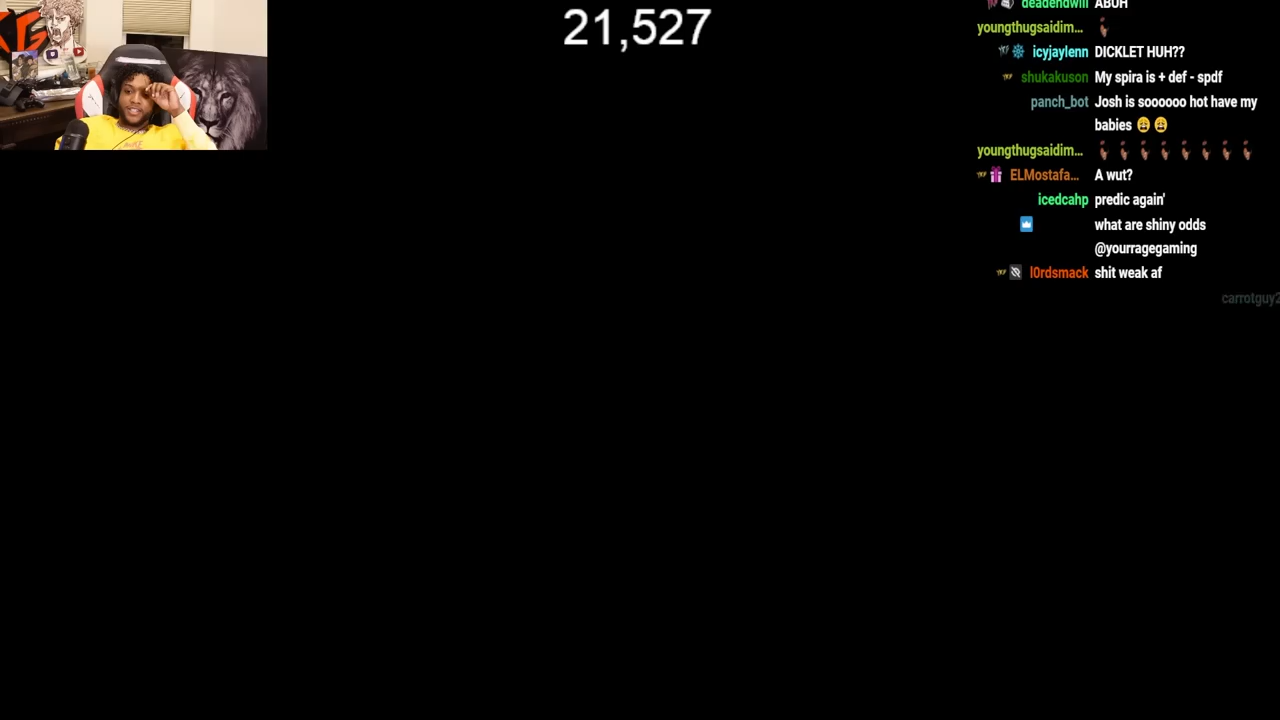 21,527
deadendwill ABUH
youngthugsaidim...
icyjaylenn DICKLET HUH??
shukakuson My spira is + def - spdf
panch_bot Josh is soooooo hot have my
babies 😩 😩
youngthugsaidim...
ELMostafa... A wut?
icedcahp predic again'
what are shiny odds
@yourragegaming
l0rdsmack shit weak af
carrotguy2